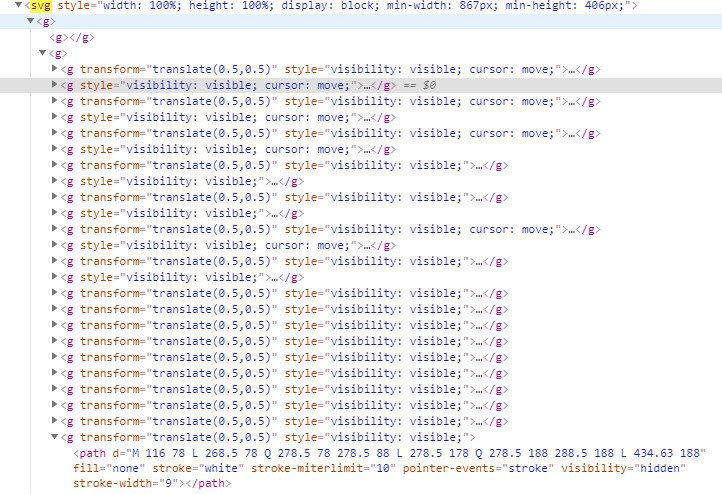 <svg style="width: 100%; height: 100%; display: block; min-width: 867px; min-height: 406px;">
<g>
<g></g>
<g>
<g transform="translate(0.5,0.5)" style="visibility: visible; cursor: move;">…</g>
<g style="visibility: visible; cursor: move;">…</g> == $0
<g transform="translate(0.5,0.5)" style="visibility: visible; cursor: move;">…</g>
<g style="visibility: visible; cursor: move;">…</g>
<g transform="translate(0.5,0.5)" style="visibility: visible; cursor: move;">…</g>
<g style="visibility: visible; cursor: move;">…</g>
<g transform="translate(0.5,0.5)" style="visibility: visible;">…</g>
<g style="visibility: visible;">…</g>
<g transform="translate(0.5,0.5)" style="visibility: visible;">…</g>
<g style="visibility: visible;">…</g>
<g transform="translate(0.5,0.5)" style="visibility: visible; cursor: move;">…</g>
<g style="visibility: visible; cursor: move;">…</g>
<g transform="translate(0.5,0.5)" style="visibility: visible;">…</g>
<g style="visibility: visible;">…</g>
<g transform="translate(0.5,0.5)" style="visibility: visible;">…</g>
<g transform="translate(0.5,0.5)" style="visibility: visible;">…</g>
<g transform="translate(0.5,0.5)" style="visibility: visible;">…</g>
<g transform="translate(0.5,0.5)" style="visibility: visible;">…</g>
<g transform="translate(0.5,0.5)" style="visibility: visible;">…</g>
<g transform="translate(0.5,0.5)" style="visibility: visible;">…</g>
<g transform="translate(0.5,0.5)" style="visibility: visible;">…</g>
<g transform="translate(0.5,0.5)" style="visibility: visible;">…</g>
<g transform="translate(0.5,0.5)" style="visibility: visible;">…</g>
<g transform="translate(0.5,0.5)" style="visibility: visible;">
<path d="M 116 78 L 268.5 78 Q 278.5 78 278.5 88 L 278.5 178 Q 278.5 188 288.5 188 L 434.63 188"
fill="none" stroke="white" stroke-miterlimit="10" pointer-events="stroke" visibility="hidden"
stroke-width="9"></path>